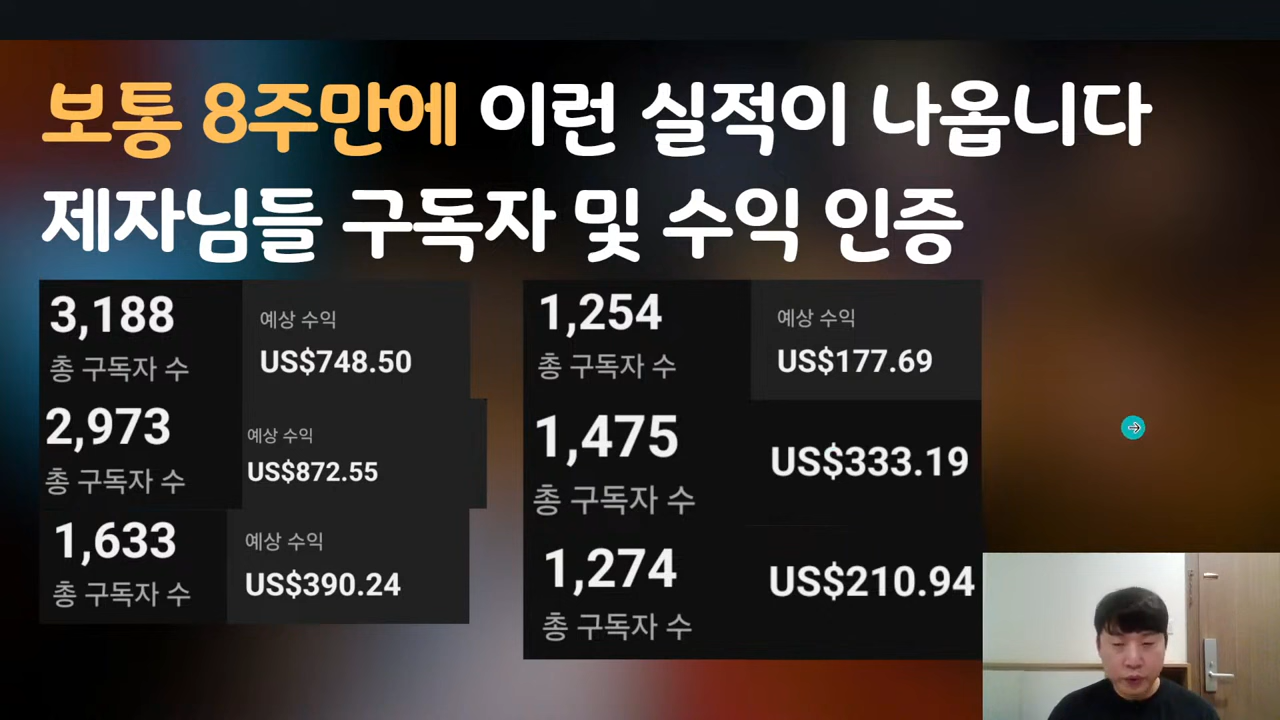 보통 8주만에 이런 실적이 나옵니다
제자님들 구독자 및 수익 인증
3,188
총 구독자 수
예상 수익
US$748.50
2,973
총 구독자 수
예상 수익
US$872.55
1,633
총 구독자 수
예상 수익
US$390.24
1,254
총 구독자 수
예상 수익
US$177.69
1,475
총 구독자 수
US$333.19
1,274
총 구독자 수
US$210.94